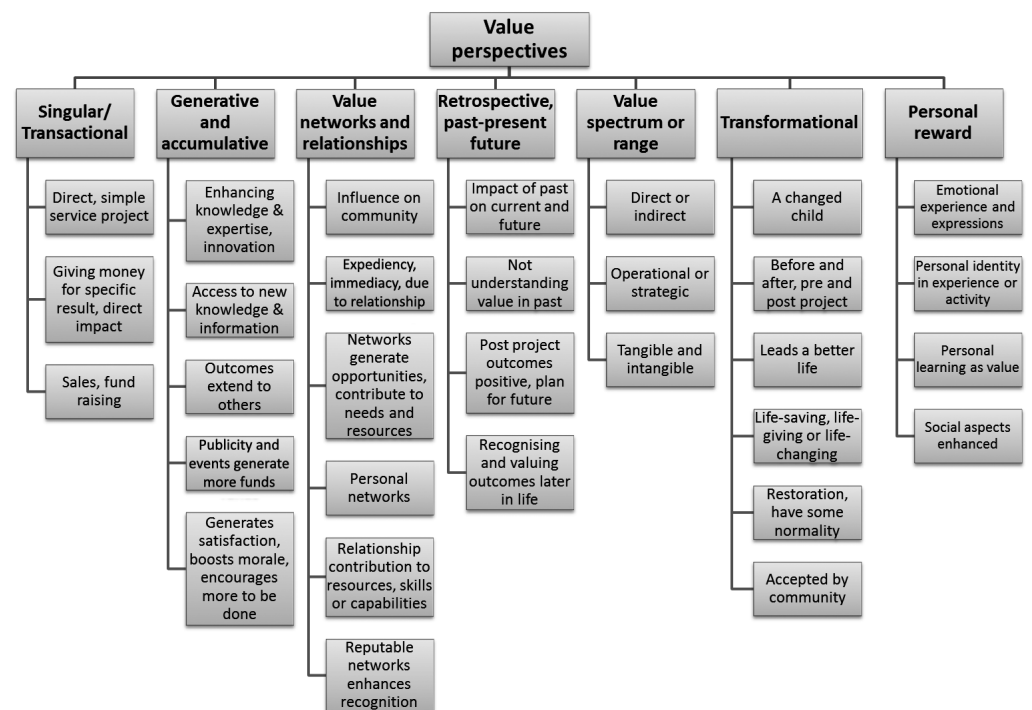 Value
perspectives
Singular/
Transactional
Direct, simple
service project
Giving money
for specific
result, direct
impact
Sales, fund
raising
Generative
and
accumulative
Enhancing
knowledge &
expertise,
innovation
Access to new
knowledge &
information
Outcomes
extend to
others
Publicity and
events generate
more funds
Generates
satisfaction,
boosts morale,
encourages
more to be
done
Value
networks and
relationships
Influence on
community
Expediency,
immediacy, due
to relationship
Networks
generate
opportunities,
contribute to
needs and
resources
Personal
networks
Relationship
contribution to
resources, skills
or capabilities
Reputable
networks
enhances
recognition
Retrospective,
past-present
future
Impact of past
on current and
future
Not
understanding
value in past
Post project
outcomes
positive, plan
for future
Recognising
and valuing
outcomes later
in life
Value
spectrum or
range
Direct or
indirect
Operational or
strategic
Tangible and
intangible
Transformational
A changed
child
Before and
after, pre and
post project
Leads a better
life
Life-saving, life-
giving or life-
changing
Restoration,
have some
normality
Accepted by
community
Personal
reward
Emotional
experience and
expressions
Personal identity
in experience or
activity
Personal
learning as value
Social aspects
enhanced